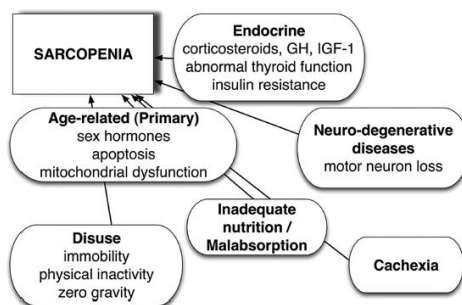 SARCOPENIA
Endocrine
corticosteroids, GH, IGF-1
abnormal thyroid function
insulin resistance
Age-related (Primary)
sex hormones
apoptosis
mitochondrial dysfunction
Neuro-degenerative
diseases
motor neuron loss
Inadequate
nutrition /
Malabsorption
Disuse
immobility
physical inactivity
zero gravity
Cachexia